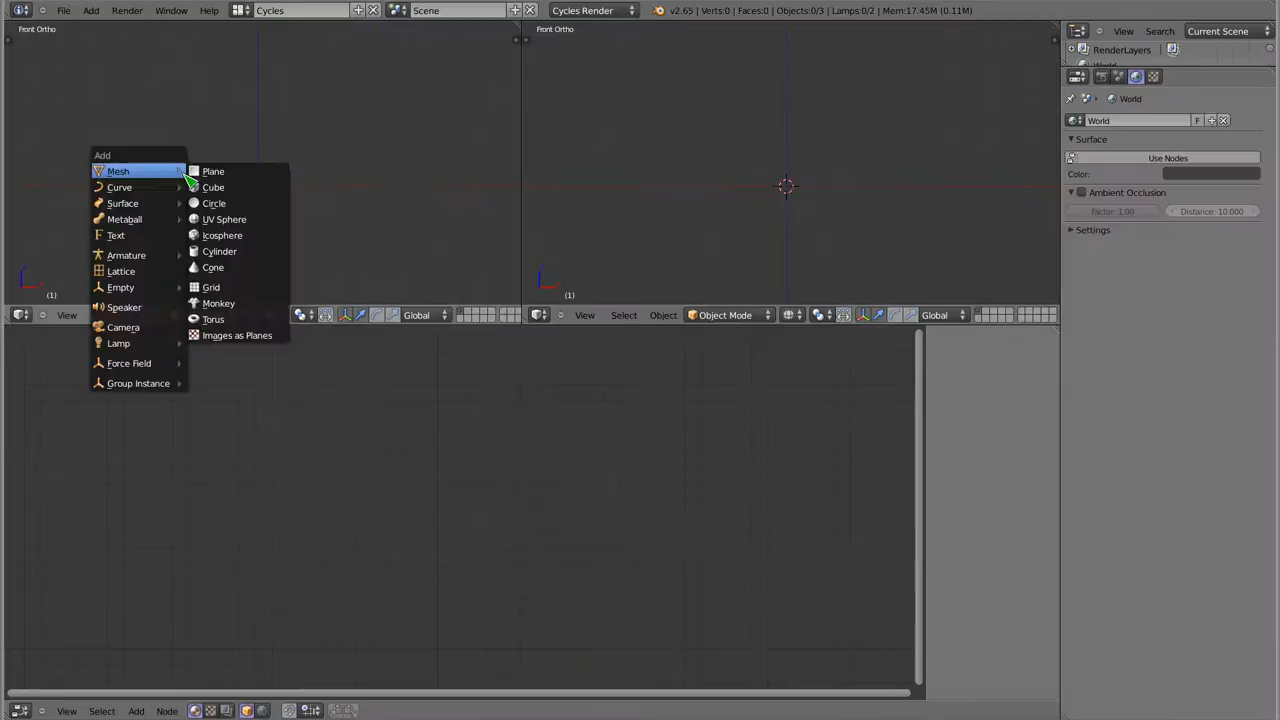 File Add Render Window Help Cycles Scene Cycles Render v2.65 | Verts:0 | Faces:0 | Objects:0/3 | Lamps:0/2 | Mem:17.45M (0.11M)
Front Ortho
Front Ortho
View Search Current Scene
RenderLayers
World
World
F
Surface
Use Nodes
Color:
Ambient Occlusion
Factor: 1.00 Distance: 10.000
Settings
Add
Mesh
Curve
Surface
Metaball
Text
Armature
Lattice
Empty
Speaker
Camera
Lamp
Force Field
Group Instance
Plane
Cube
Circle
UV Sphere
Icosphere
Cylinder
Cone
Grid
Monkey
Torus
Images as Planes
(1)
(1)
View Global
View Select Object Object Mode Global
View Select Add Node